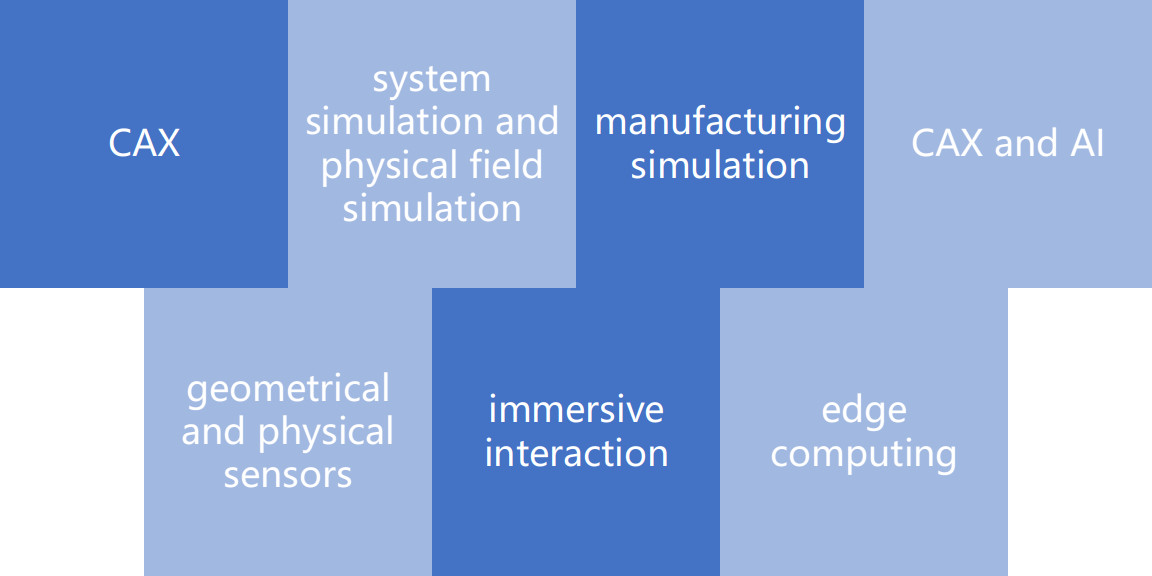 CAX
system
simulation and
physical field
simulation
manufacturing
simulation
CAX and AI
geometrical
and physical
sensors
immersive
interaction
edge
computing